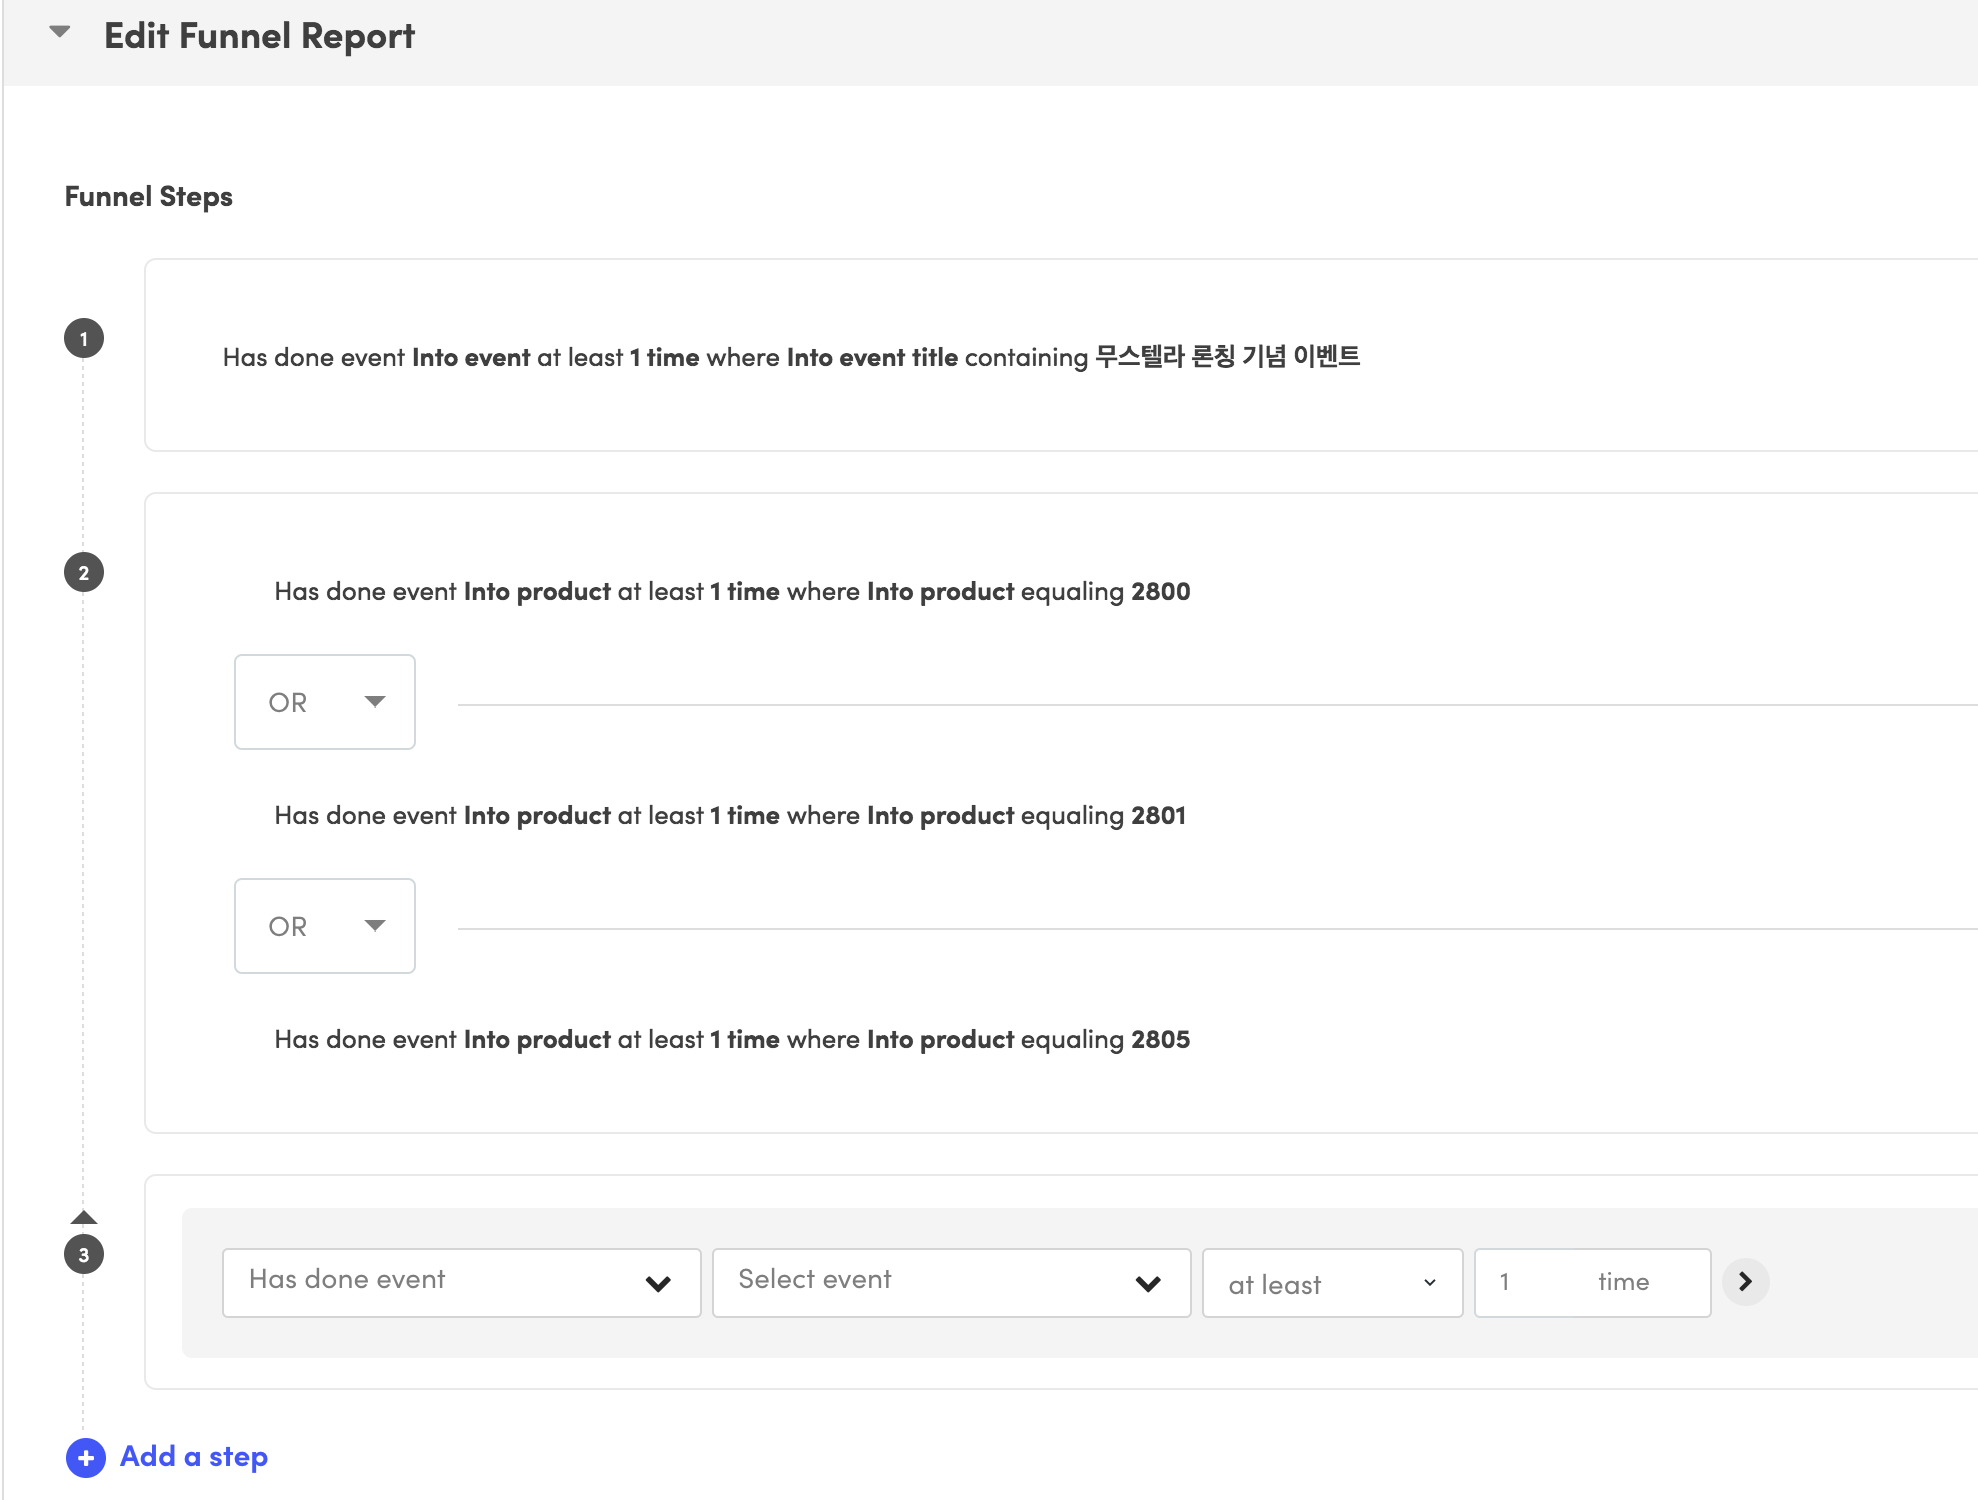 Edit Funnel Report
Funnel Steps
1
Has done event Into event at least 1 time where Into event title containing 무스텔라 론칭 기념 이벤트
2
Has done event Into product at least 1 time where Into product equaling 2800
OR
Has done event Into product at least 1 time where Into product equaling 2801
OR
Has done event Into product at least 1 time where Into product equaling 2805
3
Has done event Select event at least 1 time
Add a step